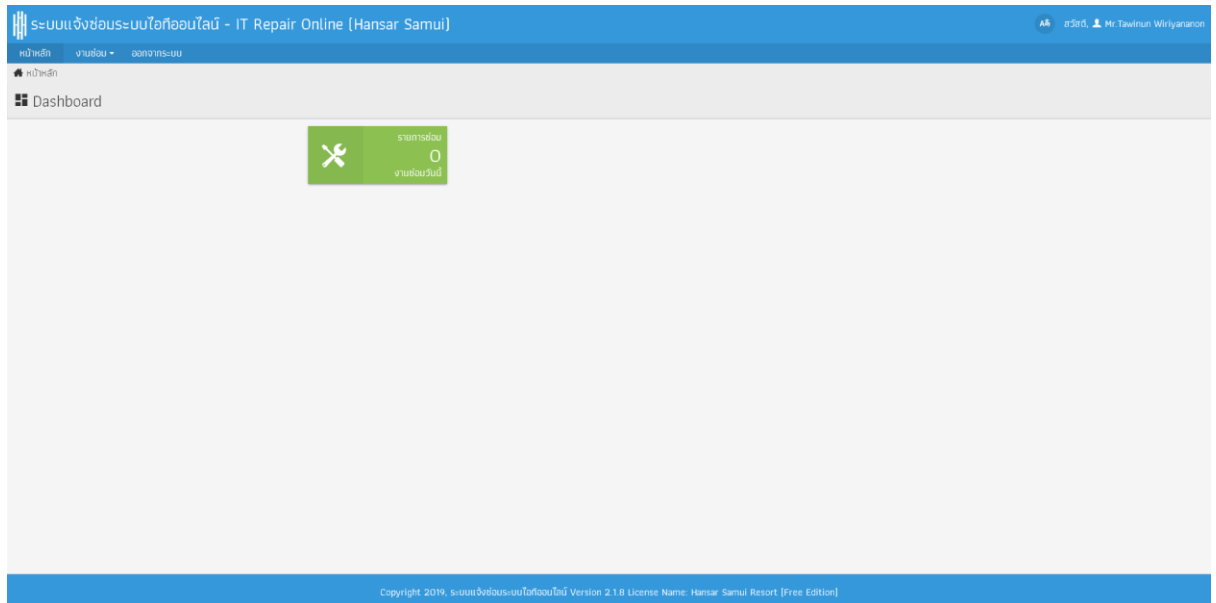 ระบบแจ้งซ่อมระบบไอทีออนไลน์ - IT Repair Online (Hansar Samui)
Aส สวัสดี, Mr.Tawinun Wiriyananon
หน้าหลัก งานซ่อม ออกจากระบบ
หน้าหลัก
Dashboard
รายการซ่อม
0
งานซ่อมวันนี้
Copyright 2019, ระบบแจ้งซ่อมระบบไอทีออนไลน์ Version 2.1.8 License Name: Hansar Samui Resort (Free Edition)